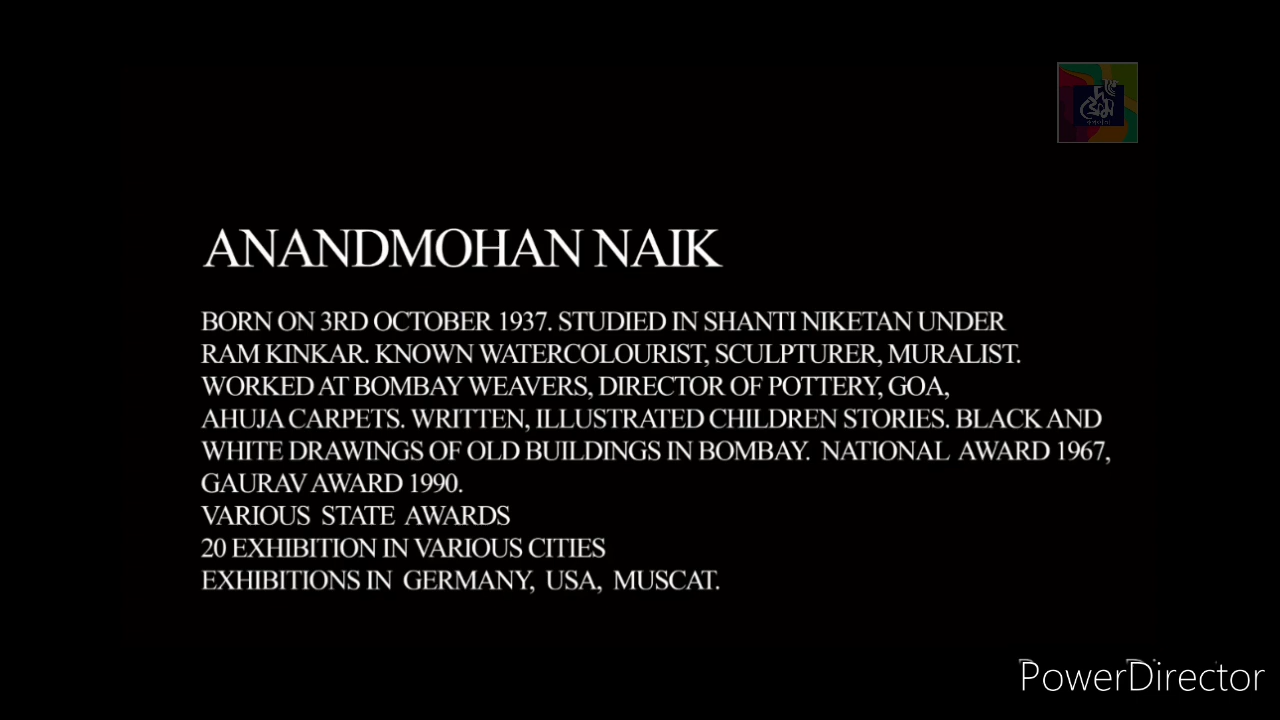 ANANDMOHAN NAIK
BORN ON 3RD OCTOBER 1937. STUDIED IN SHANTI NIKETAN UNDER
RAM KINKAR. KNOWN WATERCOLOURIST, SCULPTURER, MURALIST.
WORKED AT BOMBAY WEAVERS, DIRECTOR OF POTTERY, GOA,
AHUJA CARPETS. WRITTEN, ILLUSTRATED CHILDREN STORIES. BLACK AND
WHITE DRAWINGS OF OLD BUILDINGS IN BOMBAY. NATIONAL AWARD 1967,
GAURAV AWARD 1990.
VARIOUS STATE AWARDS
20 EXHIBITION IN VARIOUS CITIES
EXHIBITIONS IN GERMANY, USA, MUSCAT.
PowerDirector